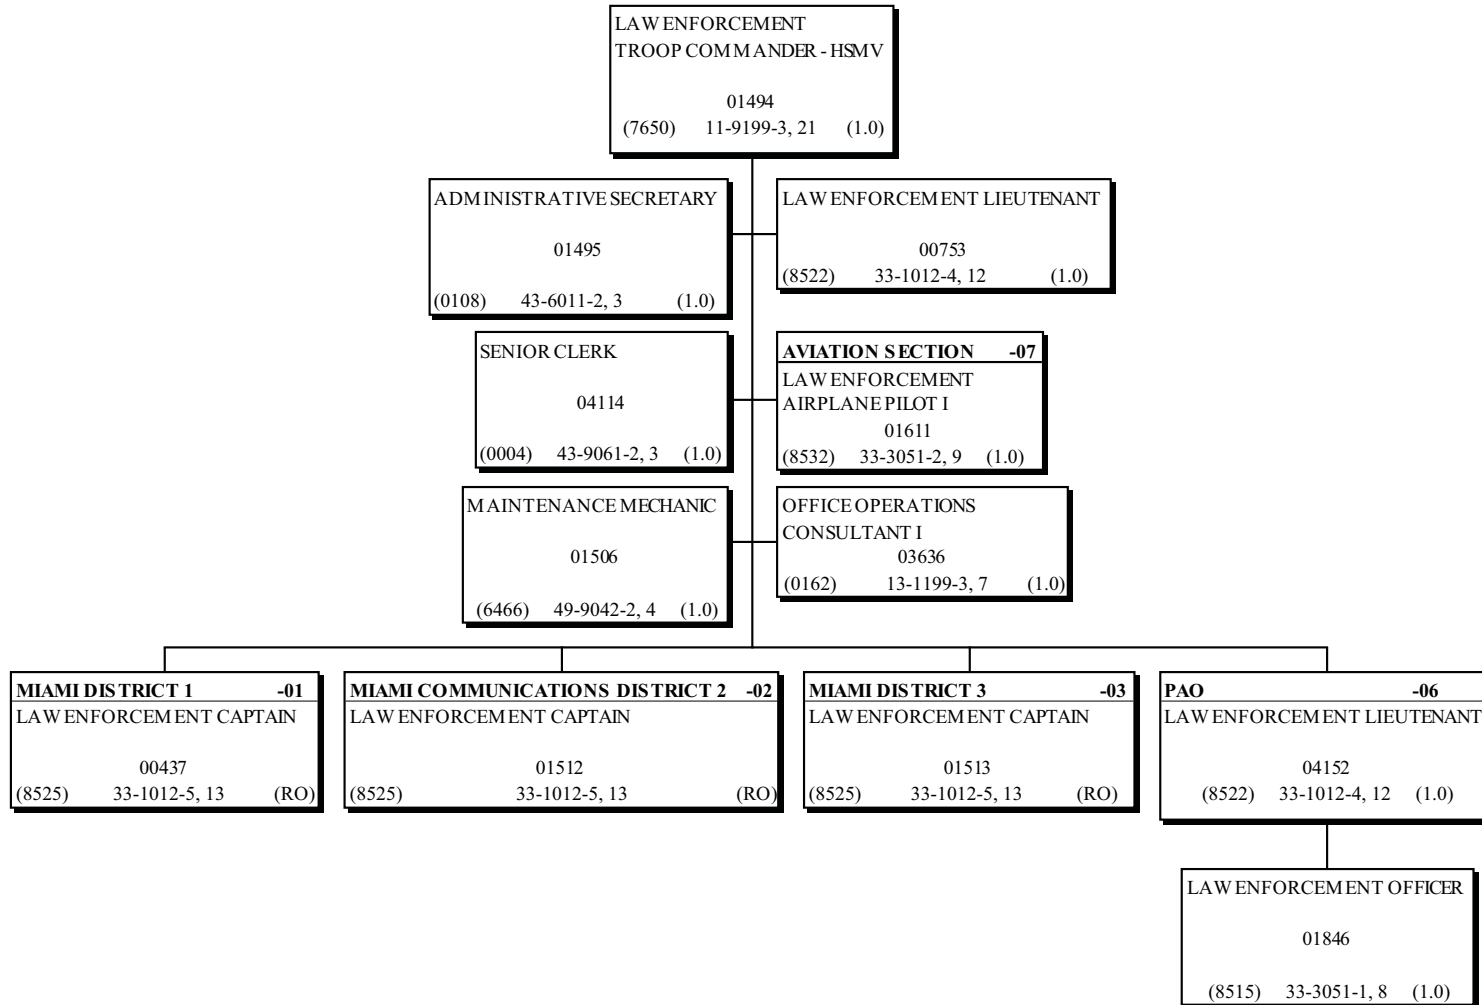 LAW ENFORCEMENT
TROOP COMMANDER - HSMV
01494
(7650) 11-9199-3, 21 (1.0)
ADMINISTRATIVE SECRETARY
01495
(0108) 43-6011-2, 3 (1.0)
LAW ENFORCEMENT LIEUTENANT
00753
(8522) 33-1012-4, 12 (1.0)
SENIOR CLERK
04114
(0004) 43-9061-2, 3 (1.0)
AVIATION SECTION -07
LAW ENFORCEMENT
AIRPLANE PILOT I
01611
(8532) 33-3051-2, 9 (1.0)
MAINTENANCE MECHANIC
01506
(6466) 49-9042-2, 4 (1.0)
OFFICE OPERATIONS
CONSULTANT I
03636
(0162) 13-1199-3, 7 (1.0)
MIAMI DISTRICT 1 -01
LAW ENFORCEMENT CAPTAIN
00437
(8525) 33-1012-5, 13 (RO)
MIAMI COMMUNICATIONS DISTRICT 2 -02
LAW ENFORCEMENT CAPTAIN
01512
(8525) 33-1012-5, 13 (RO)
MIAMI DISTRICT 3 -03
LAW ENFORCEMENT CAPTAIN
01513
(8525) 33-1012-5, 13 (RO)
PAO -06
LAW ENFORCEMENT LIEUTENANT
04152
(8522) 33-1012-4, 12 (1.0)
LAW ENFORCEMENT OFFICER
01846
(8515) 33-3051-1, 8 (1.0)